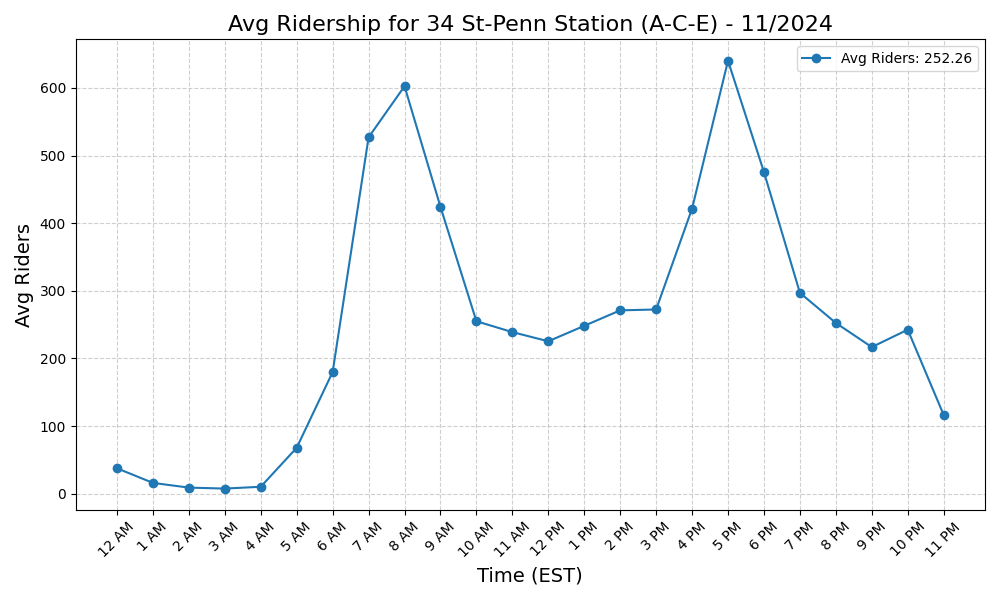 Avg Ridership for 34 St-Penn Station (A-C-E) - 11/2024
Avg Riders: 252.26
Avg Riders
600
500
400
300
200
100
0
12 AM
1 AM
2 AM
3 AM
4 AM
5 AM
6 AM
7 AM
8 AM
9 AM
10 AM
11 AM
12 PM
1 PM
2 PM
3 PM
4 PM
5 PM
6 PM
7 PM
8 PM
9 PM
10 PM
11 PM
Time (EST)